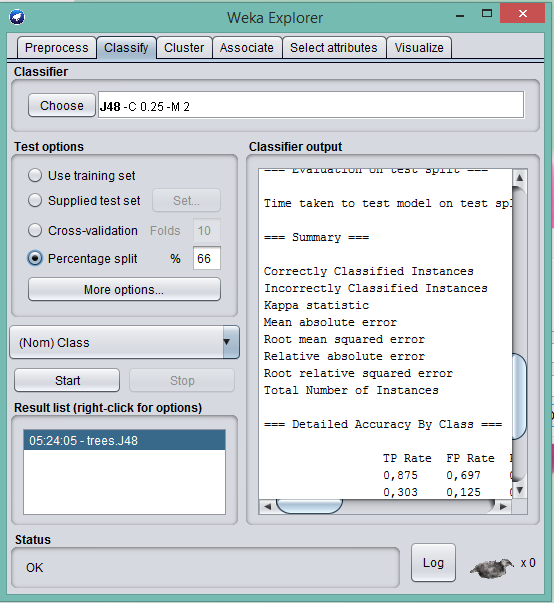 Weka Explorer
Preprocess Classify Cluster Associate Select attributes Visualize
Classifier
Choose J48 -C 0.25 -M 2
Test options
Use training set
Supplied test set Set...
Cross-validation Folds 10
Percentage split % 66
More options...
(Nom) Class
Start Stop
Result list (right-click for options)
05:24:05 - trees.J48
Classifier output
=== Evaluation on test split ===
Time taken to test model on test spl
=== Summary ===
Correctly Classified Instances
Incorrectly Classified Instances
Kappa statistic
Mean absolute error
Root mean squared error
Relative absolute error
Root relative squared error
Total Number of Instances
=== Detailed Accuracy By Class ===
TP Rate FP Rate
0,875 0,697
0,303 0,125
Status
OK
Log x 0